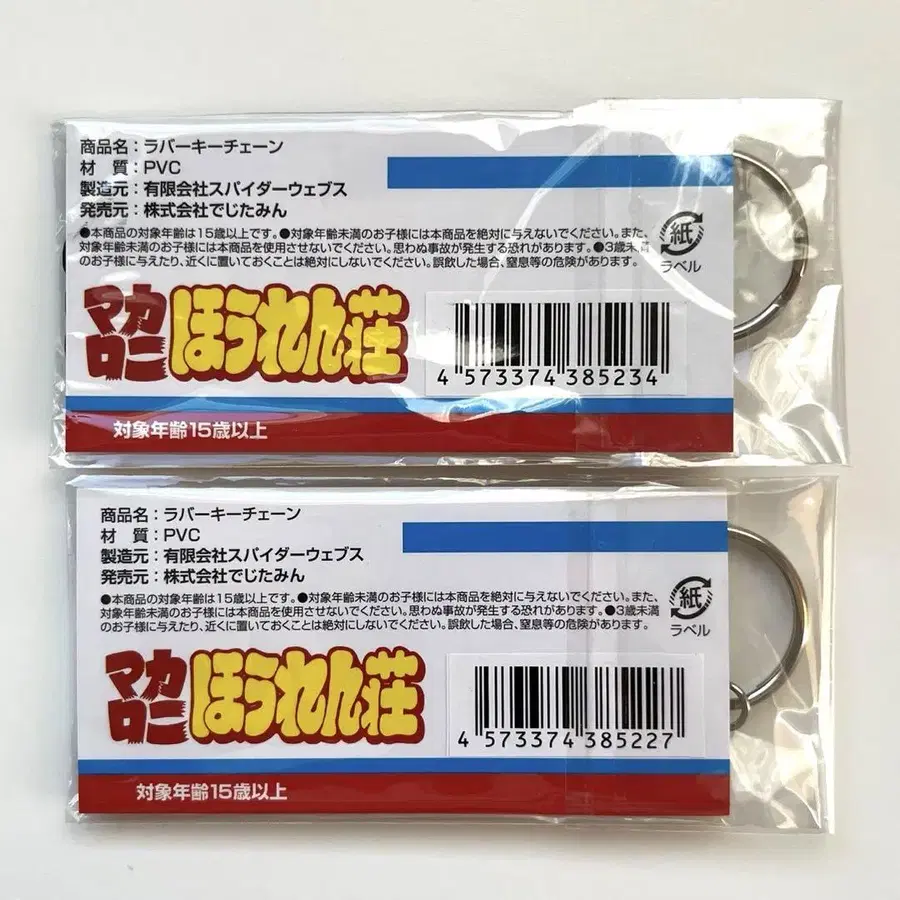 商品名：ラバーキーチェーン
材　質：PVC
製造元：有限会社スパイダーウェブス
発売元：株式会社でじたみん
●本商品の対象年齢は15歳以上です。●対象年齢未満のお子様には本商品を絶対に与えないでください。また、
対象年齢未満のお子様には本商品を使用させないでください。思わぬ事故が発生する恐れがあります。●3歳未満
のお子様に与えたり、近くに置いておくことは絶対にしないでください。誤飲した場合、窒息等の危険があります。
紙
ラベル
マカロニほうれん荘
4 573374 385234
対象年齢15歳以上
商品名：ラバーキーチェーン
材　質：PVC
製造元：有限会社スパイダーウェブス
発売元：株式会社でじたみん
●本商品の対象年齢は15歳以上です。●対象年齢未満のお子様には本商品を絶対に与えないでください。また、
対象年齢未満のお子様には本商品を使用させないでください。思わぬ事故が発生する恐れがあります。●3歳未満
のお子様に与えたり、近くに置いておくことは絶対にしないでください。誤飲した場合、窒息等の危険があります。
紙
ラベル
マカロニほうれん荘
4 573374 385227
対象年齢15歳以上